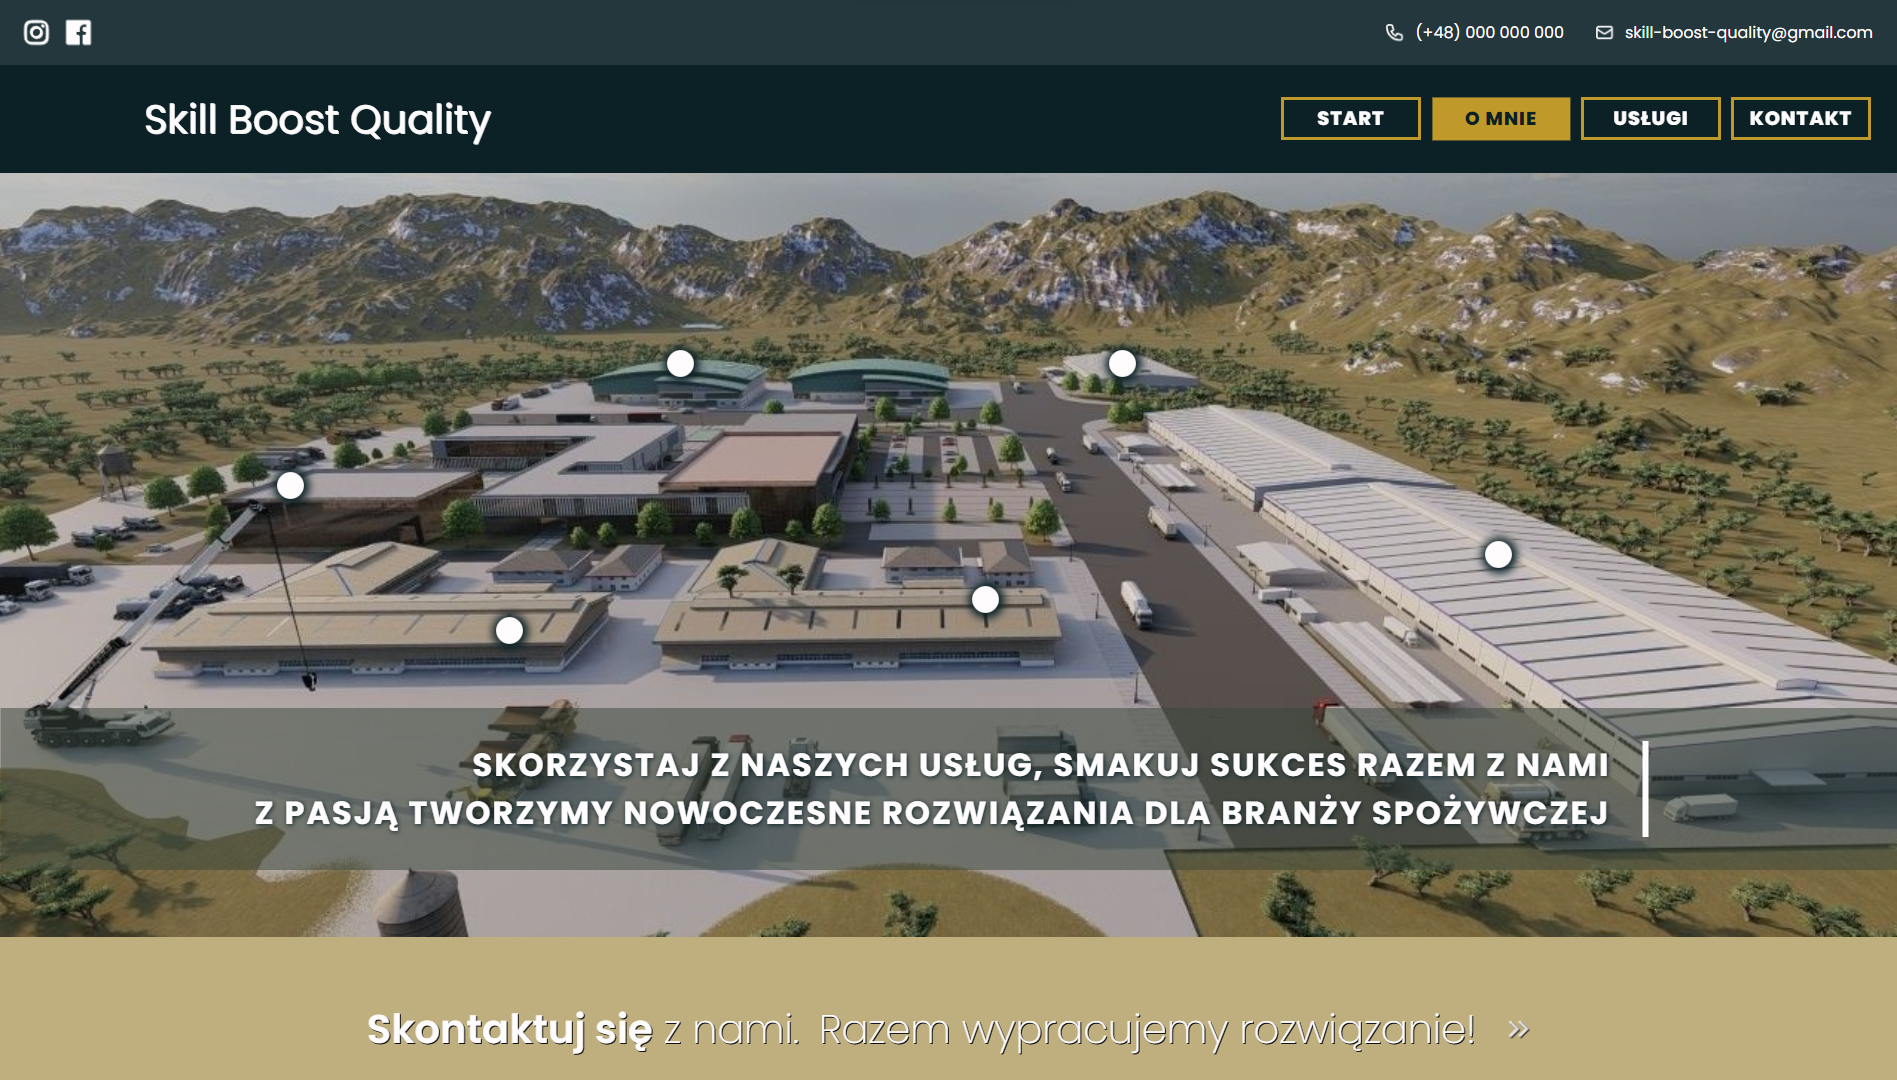 (+48) 000 000 000 skill-boost-quality@gmail.com
Skill Boost Quality
START O MNIE USŁUGI KONTAKT
SKORZYSTAJ Z NASZYCH USŁUG, SMAKUJ SUKCES RAZEM Z NAMI
Z PASJĄ TWORZYMY NOWOCZESNE ROZWIĄZANIA DLA BRANŻY SPOŻYWCZEJ
Skontaktuj się z nami. Razem wypracujemy rozwiązanie! »